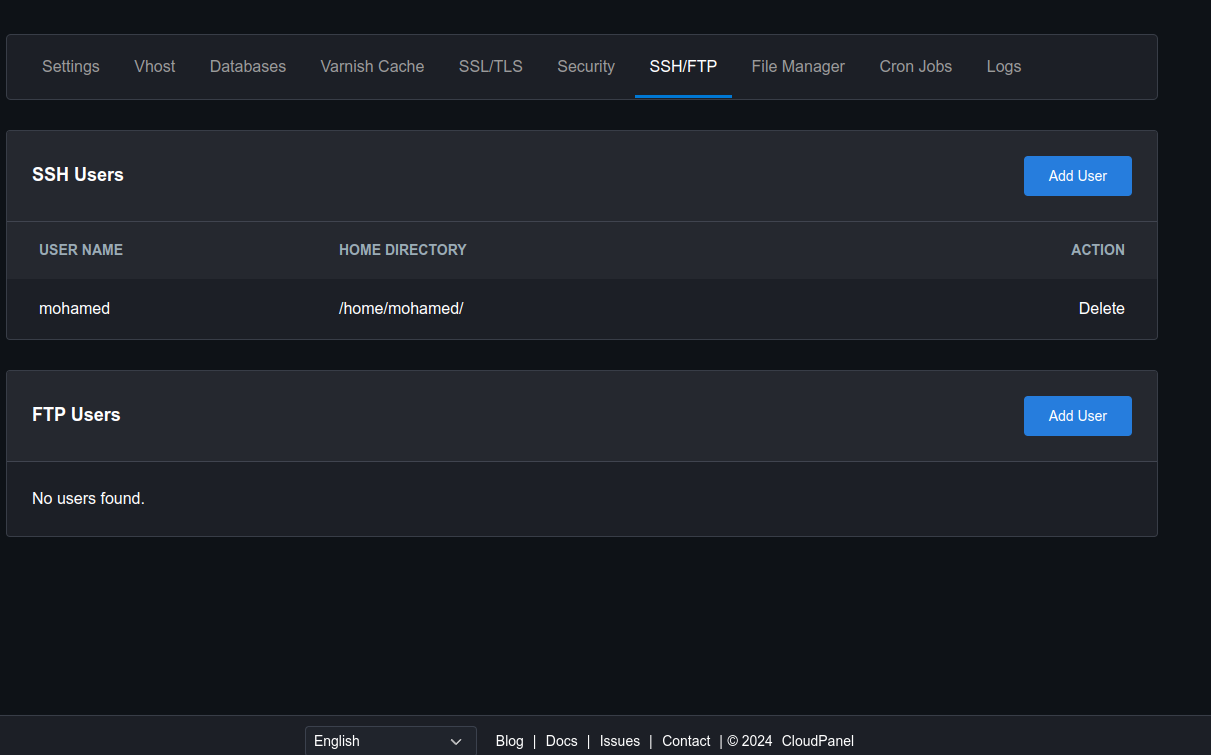 Settings Vhost Databases Varnish Cache SSL/TLS Security SSH/FTP File Manager Cron Jobs Logs
SSH Users Add User
USER NAME HOME DIRECTORY ACTION
mohamed /home/mohamed/ Delete
FTP Users Add User
No users found.
English Blog | Docs | Issues | Contact | © 2024 CloudPanel